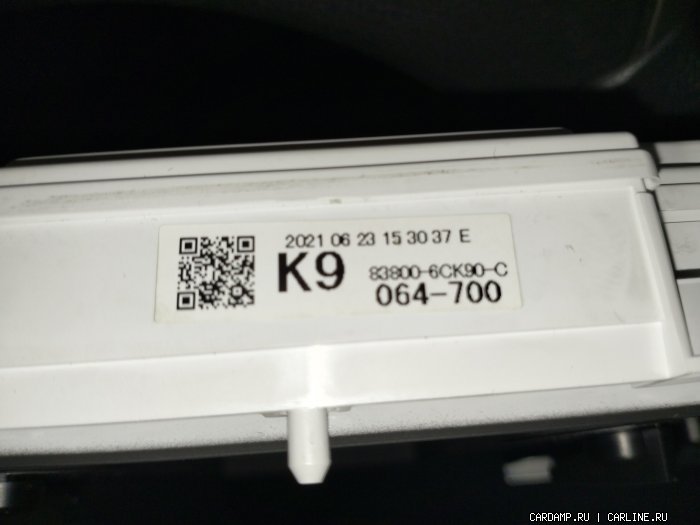 2021 06 23 15 30 37 E
K9
83800-6CK90-C
064-700
CARDAMP.RU | CARLINE.RU